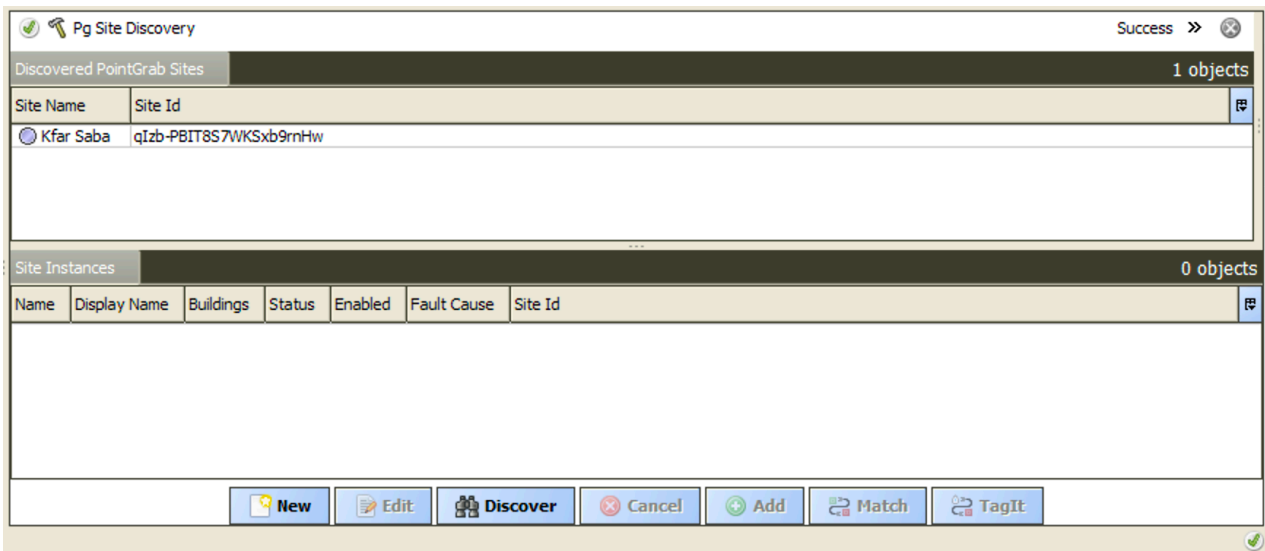 Pg Site Discovery Success »
Discovered PointGrab Sites 1 objects
Site Name Site Id
Kfar Saba qIzb-PBIT8S7WKSxb9rnHw
Site Instances 0 objects
Name Display Name Buildings Status Enabled Fault Cause Site Id
New Edit Discover Cancel Add Match TagIt